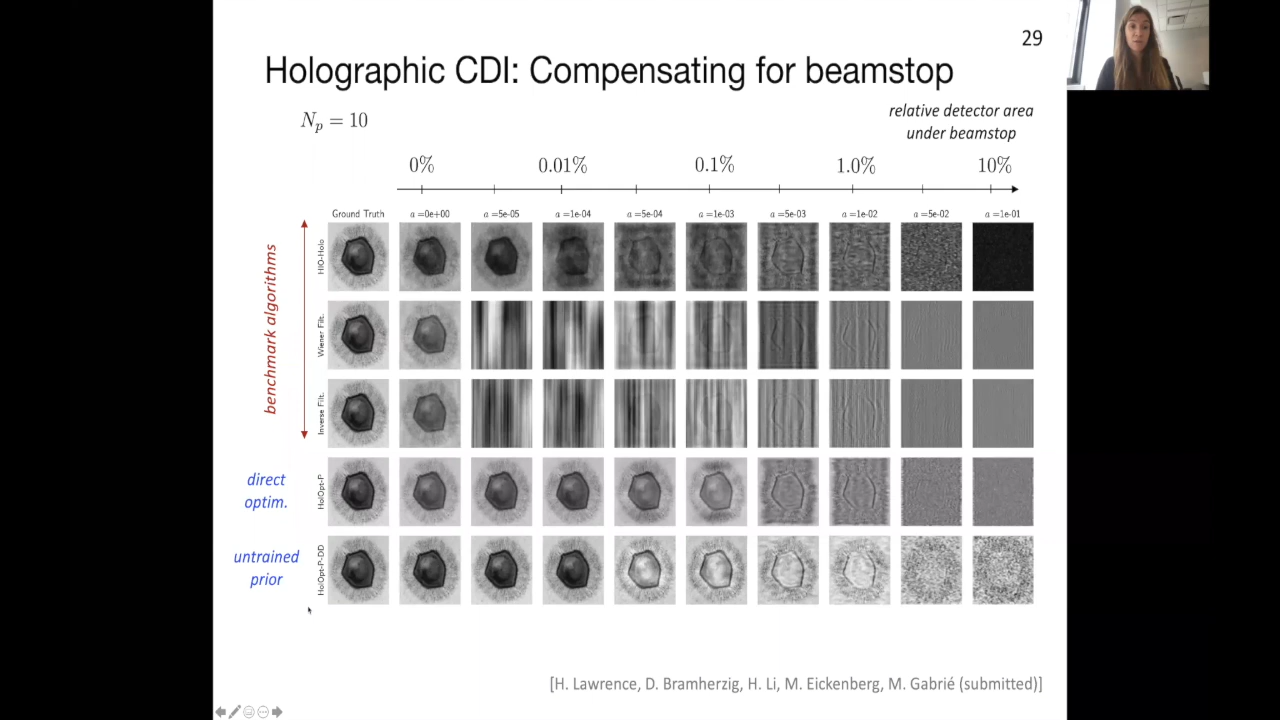 29
Holographic CDI: Compensating for beamstop
N_p = 10
relative detector area
under beamstop
0% 0.01% 0.1% 1.0% 10%
Ground Truth a =0e+00 a =5e-05 a =1e-04 a =5e-04 a =1e-03 a =5e-03 a =1e-02 a =5e-02 a =1e-01
benchmark algorithms
HIO-Holo
Wiener Filt.
Inverse Filt.
direct
optim.
HolOpt-P
untrained
prior
HolOpt-P-DD
[H. Lawrence, D. Bramherzig, H. Li, M. Eickenberg, M. Gabrié (submitted)]